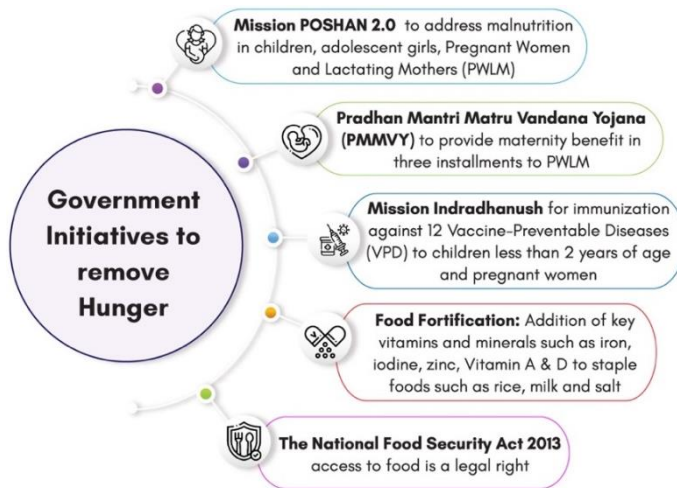 Mission POSHAN 2.0 to address malnutrition
in children, adolescent girls, Pregnant Women
and Lactating Mothers (PWLM)
Pradhan Mantri Matru Vandana Yojana
(PMMVY) to provide maternity benefit in
three installments to PWLM
Government
Initiatives to
remove
Hunger
Mission Indradhanush for immunization
against 12 Vaccine-Preventable Diseases
(VPD) to children less than 2 years of age
and pregnant women
Food Fortification: Addition of key
vitamins and minerals such as iron,
iodine, zinc, Vitamin A & D to staple
foods such as rice, milk and salt
The National Food Security Act 2013
access to food is a legal right